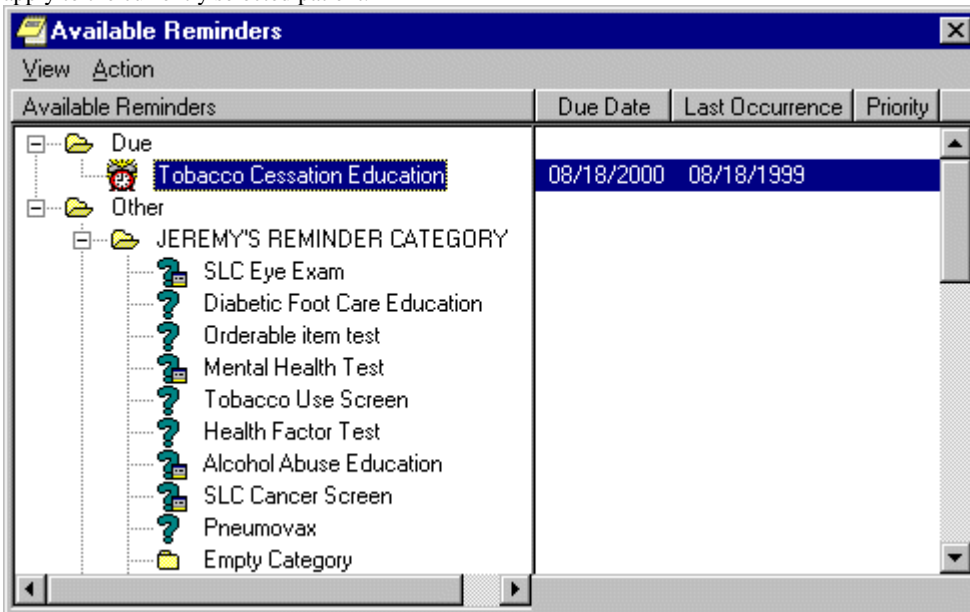 Available Reminders
View Action
Available Reminders Due Date Last Occurrence Priority
Due
Tobacco Cessation Education 08/18/2000 08/18/1999
Other
JEREMY'S REMINDER CATEGORY
SLC Eye Exam
Diabetic Foot Care Education
Orderable item test
Mental Health Test
Tobacco Use Screen
Health Factor Test
Alcohol Abuse Education
SLC Cancer Screen
Pneumovax
Empty Category